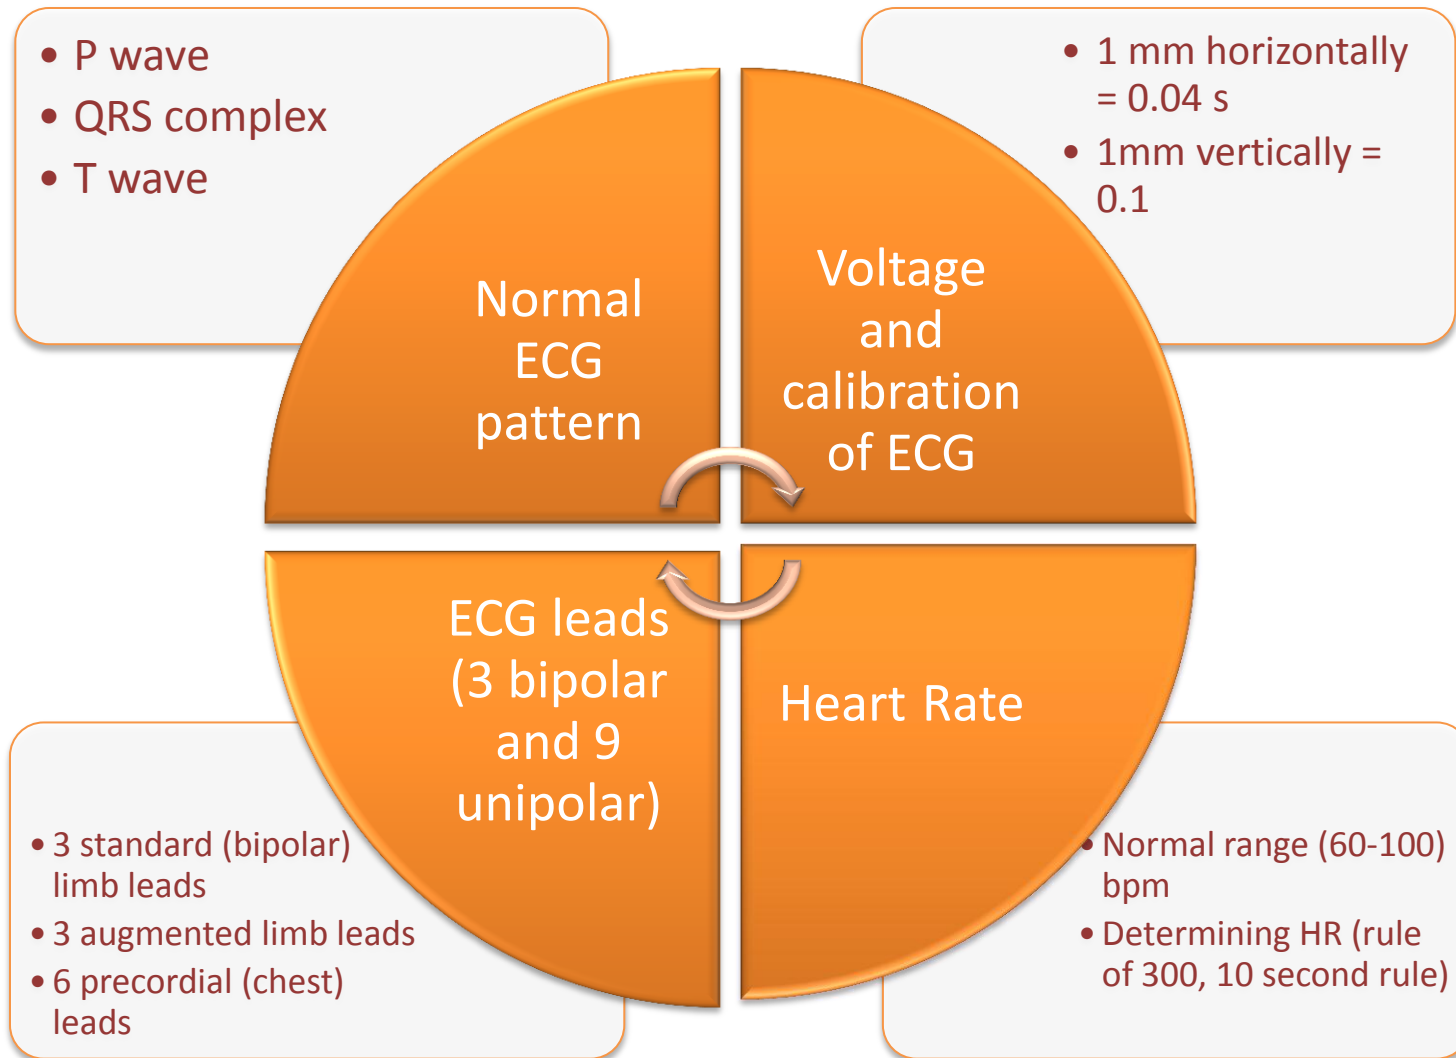 • P wave
• QRS complex
• T wave
• 1 mm horizontally
= 0.04 s
• 1mm vertically =
0.1
Normal
ECG
pattern
Voltage
and
calibration
of ECG
ECG leads
(3 bipolar
and 9
unipolar)
Heart Rate
• 3 standard (bipolar)
limb leads
• 3 augmented limb leads
• 6 precordial (chest)
leads
• Normal range (60-100)
bpm
• Determining HR (rule
of 300, 10 second rule)